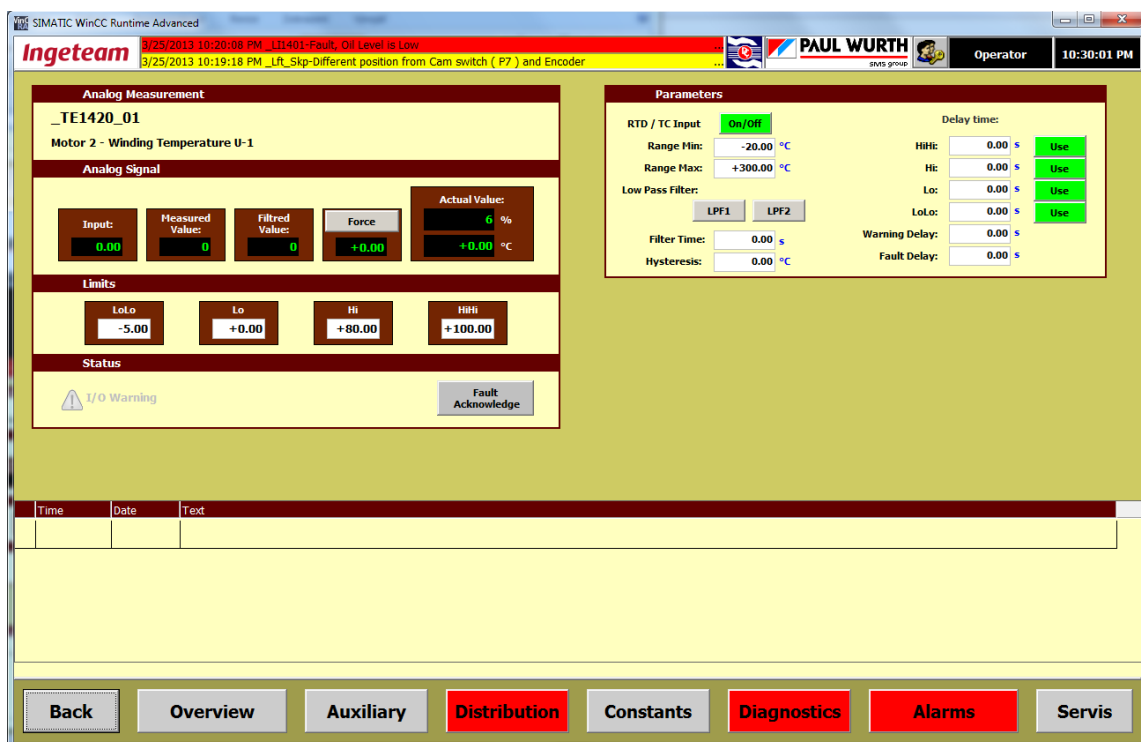 SIMATIC WinCC Runtime Advanced
Ingeteam
3/25/2013 10:20:08 PM _LI1401-Fault, Oil Level is Low ...
3/25/2013 10:19:18 PM _Lft_Skp-Different position from Cam switch ( P7 ) and Encoder ...
PAUL WURTH
SMS group
Operator
10:30:01 PM
Analog Measurement
_TE1420_01
Motor 2 - Winding Temperature U-1
Analog Signal
Input:
0.00
Measured
Value:
0
Filtred
Value:
0
Force
+0.00
Actual Value:
6 %
+0.00 °C
Limits
LoLo
-5.00
Lo
+0.00
Hi
+80.00
HiHi
+100.00
Status
I/O Warning
Fault
Acknowledge
Parameters
RTD / TC Input On/Off
Range Min: -20.00 °C
Range Max: +300.00 °C
Low Pass Filter:
LPF1 LPF2
Filter Time: 0.00 s
Hysteresis: 0.00 °C
Delay time:
HiHi: 0.00 s Use
Hi: 0.00 s Use
Lo: 0.00 s Use
LoLo: 0.00 s Use
Warning Delay: 0.00 s
Fault Delay: 0.00 s
Time Date Text
Back Overview Auxiliary Distribution Constants Diagnostics Alarms Servis